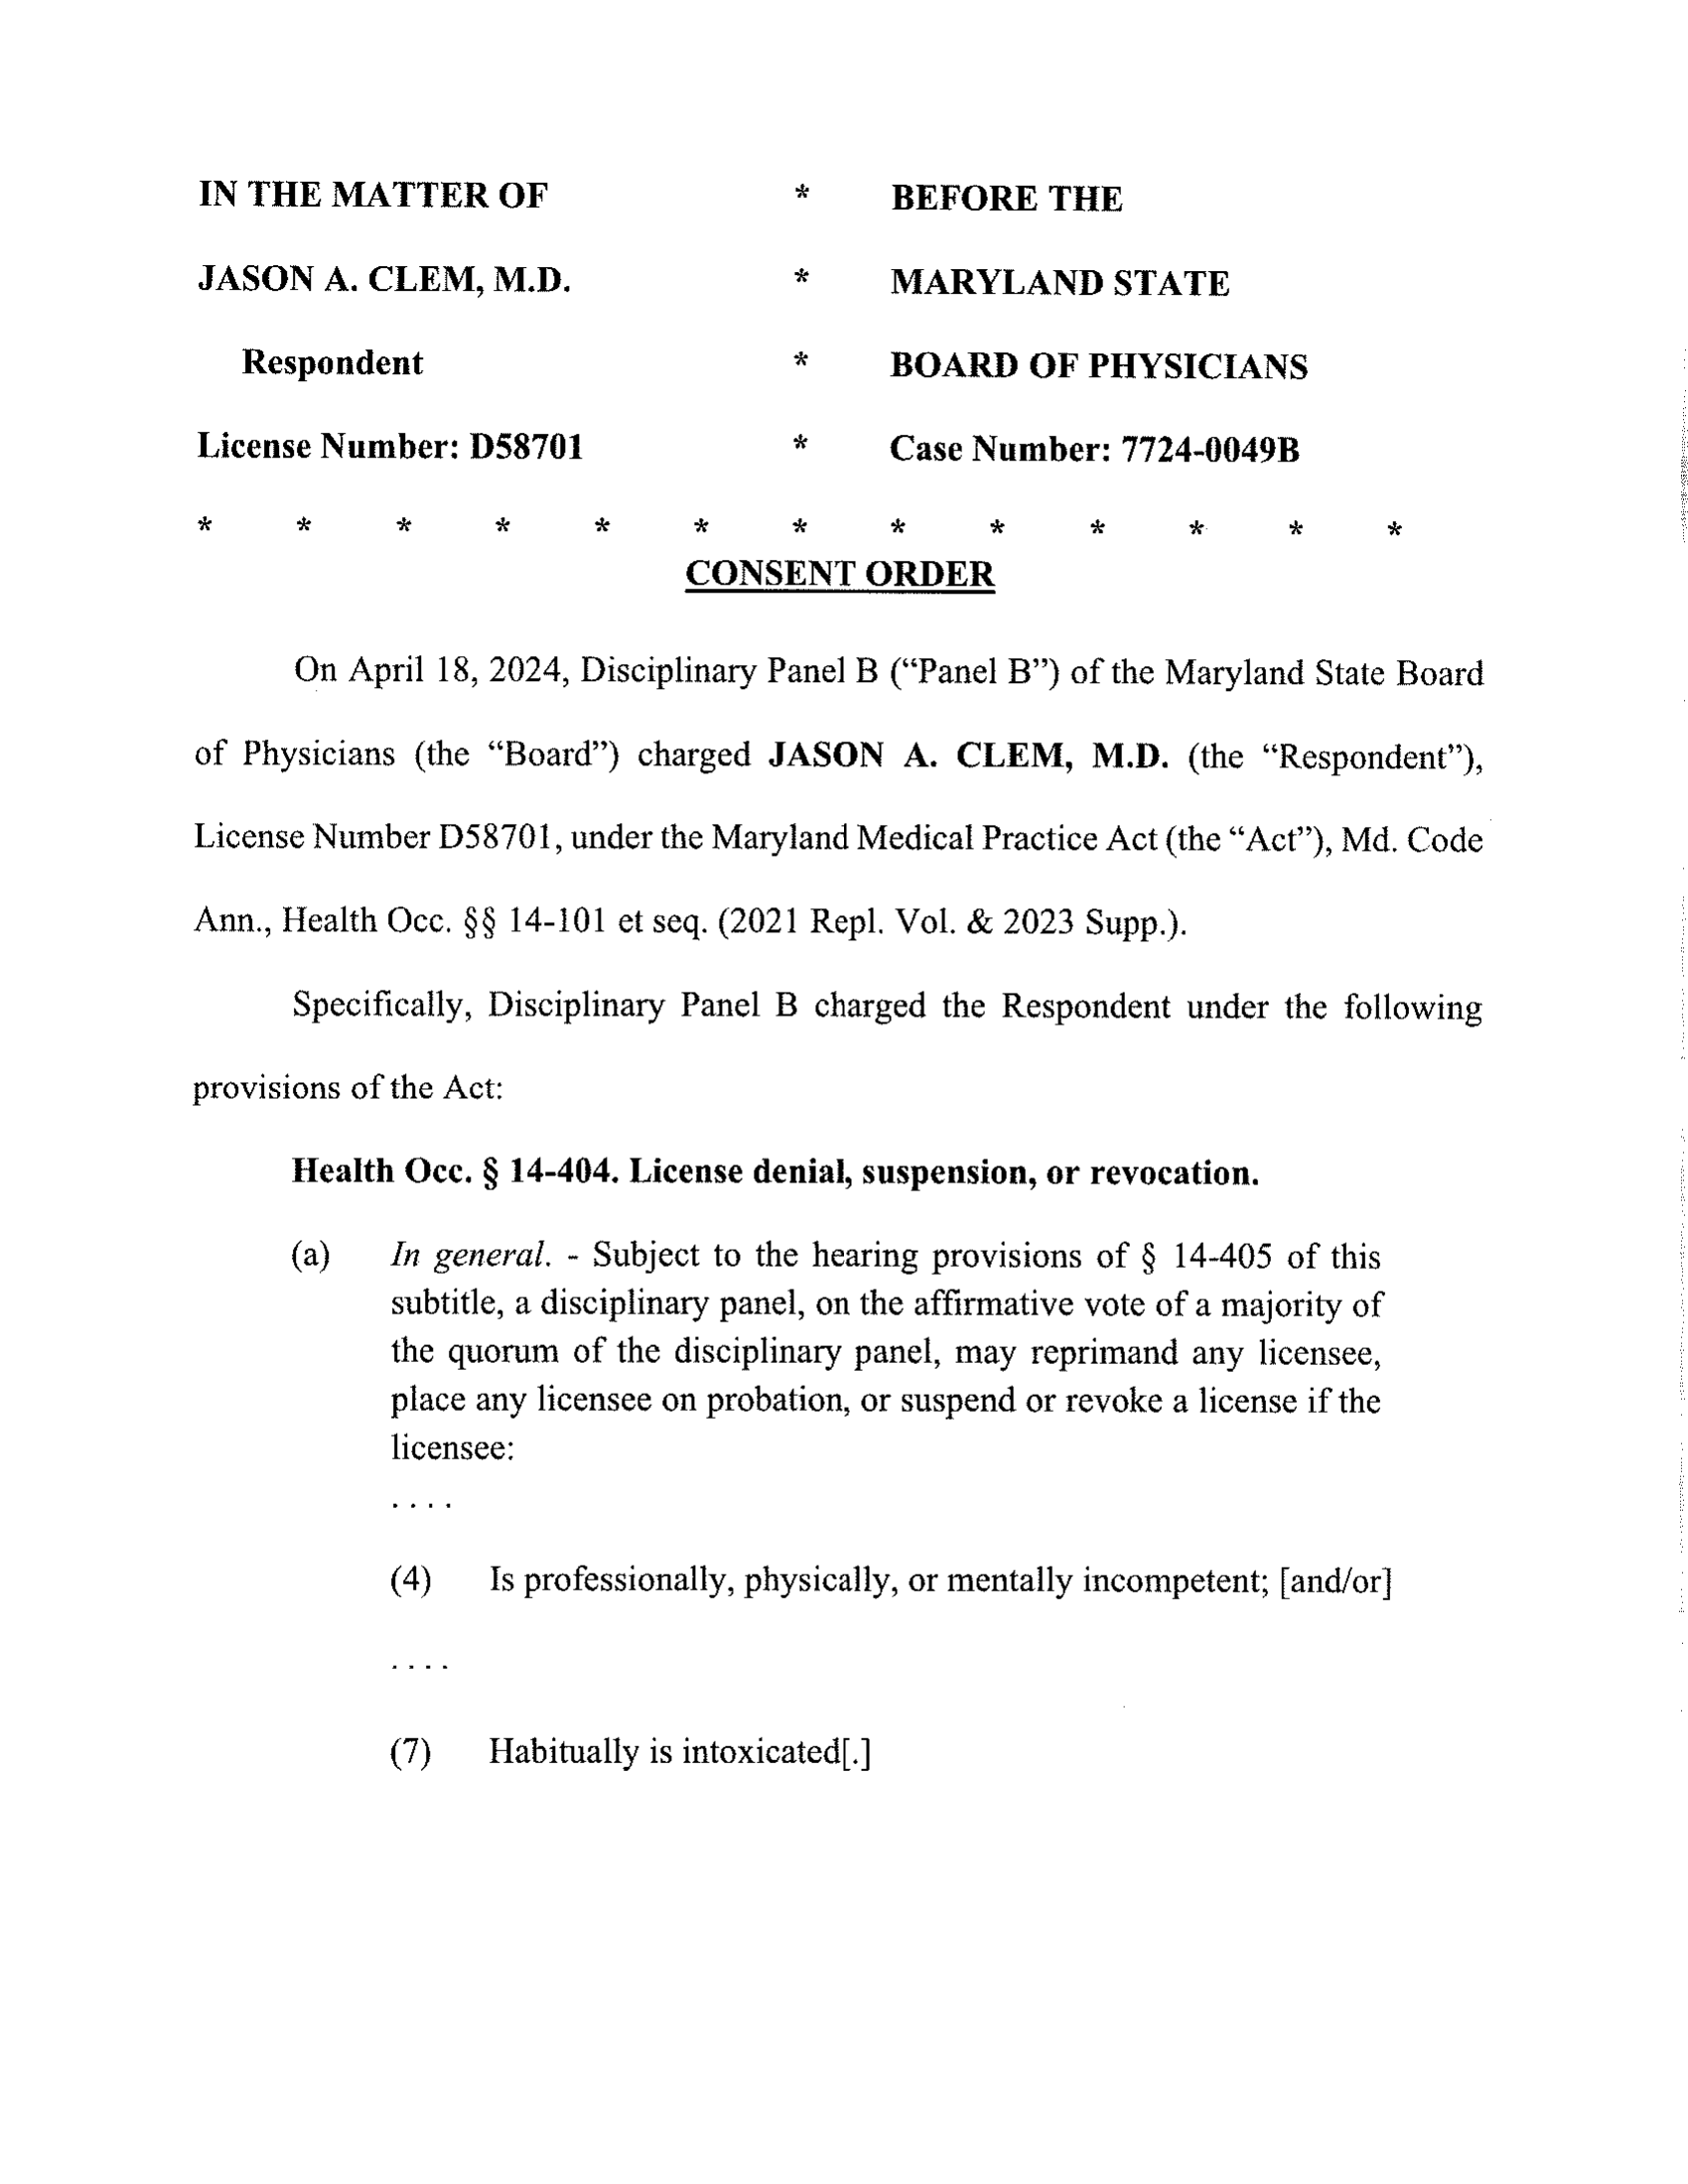 IN THE MATTER OF * BEFORE THE
JASON A. CLEM, M.D. * MARYLAND STATE
Respondent * BOARD OF PHYSICIANS
License Number: D58701 * Case Number: 7724-0049B
* * * * * * * * * * * * *
CONSENT ORDER
On April 18, 2024, Disciplinary Panel B (“Panel B”) of the Maryland State Board
of Physicians (the “Board”) charged JASON A. CLEM, M.D. (the “Respondent”),
License Number D58701, under the Maryland Medical Practice Act (the “Act”), Md. Code
Ann., Health Occ. §§ 14-101 et seq. (2021 Repl. Vol. & 2023 Supp.).
Specifically, Disciplinary Panel B charged the Respondent under the following
provisions of the Act:
Health Occ. § 14-404. License denial, suspension, or revocation.
(a) In general. - Subject to the hearing provisions of § 14-405 of this
subtitle, a disciplinary panel, on the affirmative vote of a majority of
the quorum of the disciplinary panel, may reprimand any licensee,
place any licensee on probation, or suspend or revoke a license if the
licensee:
. . . .
(4) Is professionally, physically, or mentally incompetent; [and/or]
. . . .
(7) Habitually is intoxicated[.]